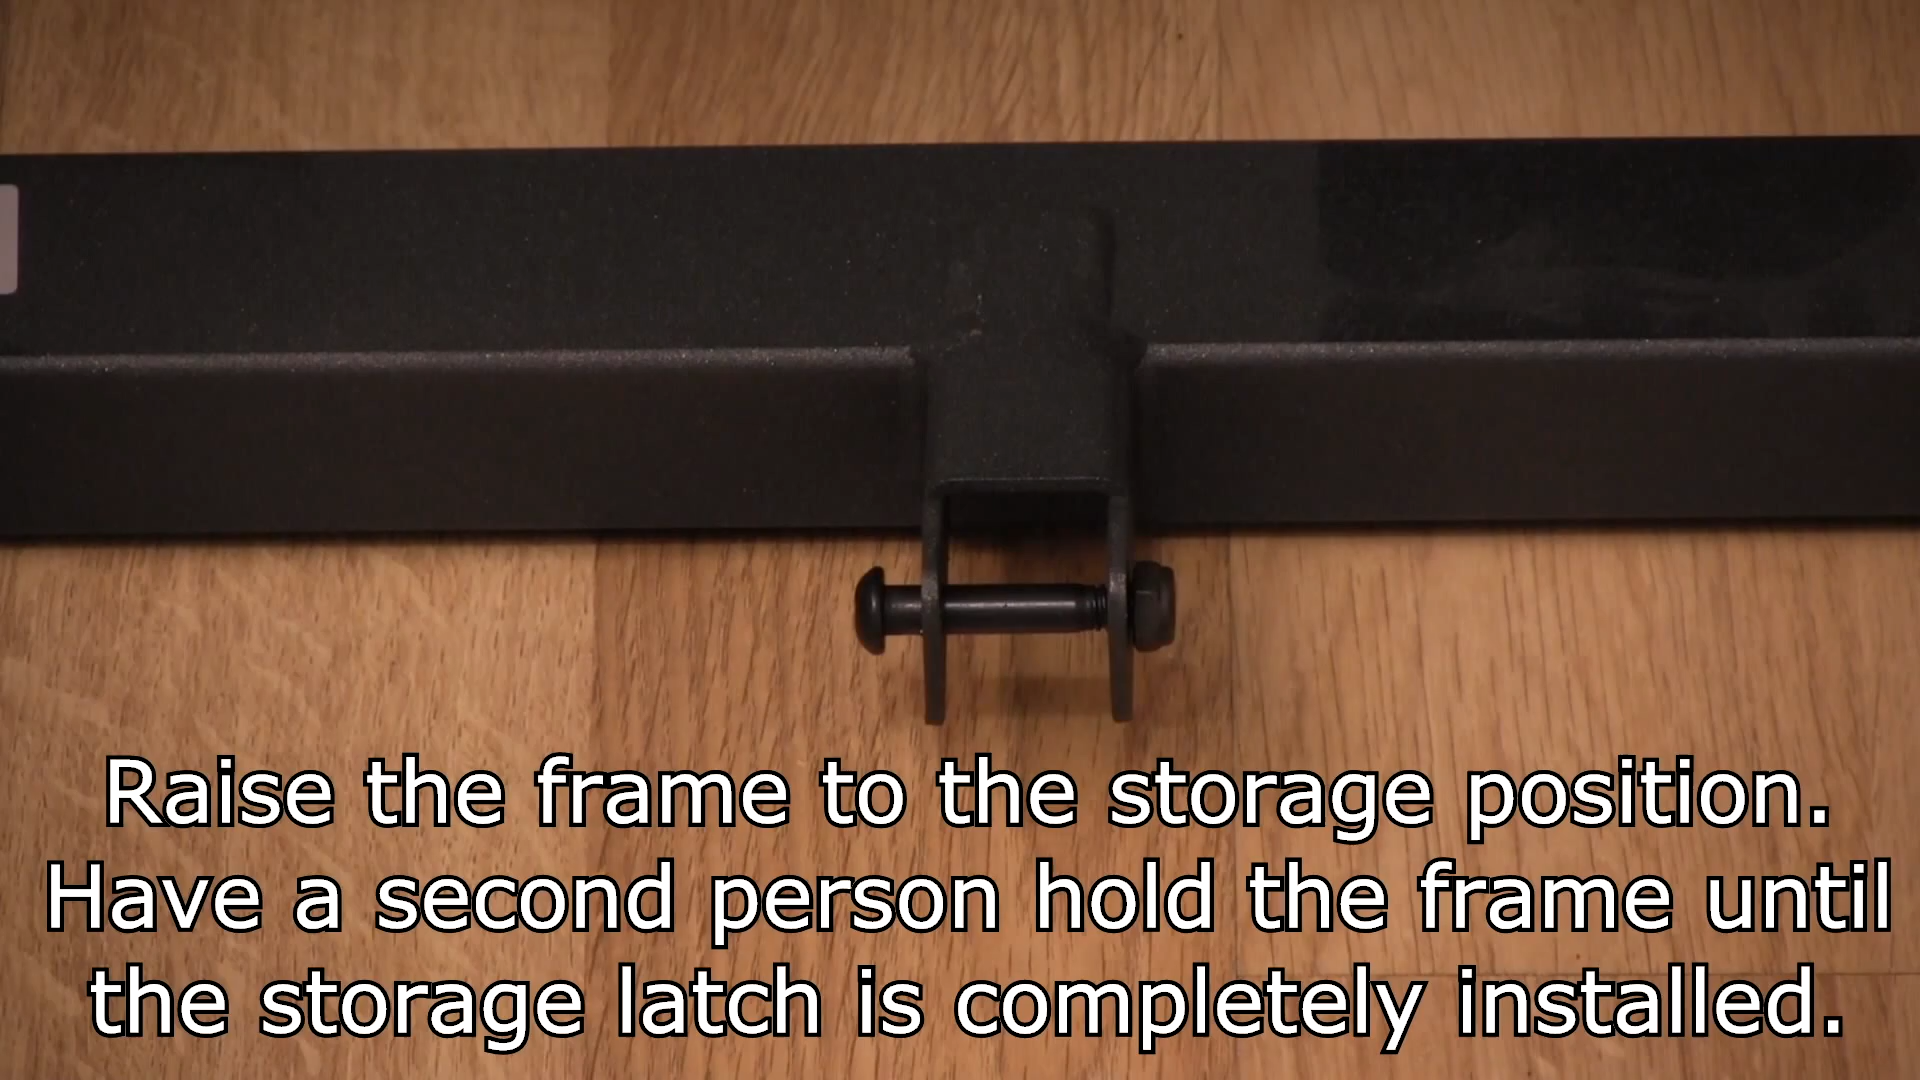 Raise the frame to the storage position.
Have a second person hold the frame until
the storage latch is completely installed.